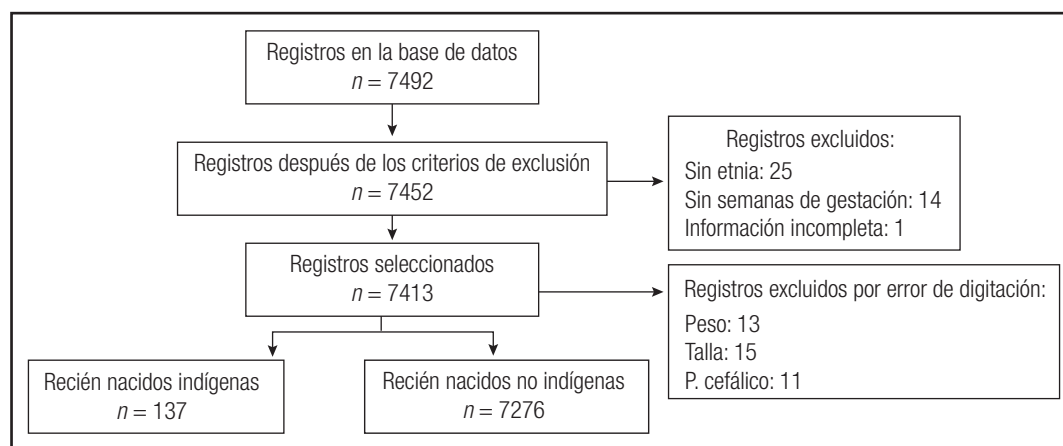 Registros en la base de datos
n = 7492
Registros después de los criterios de exclusión
n = 7452
Registros excluidos:
Sin etnia: 25
Sin semanas de gestación: 14
Información incompleta: 1
Registros seleccionados
n = 7413
Registros excluidos por error de digitación:
Peso: 13
Talla: 15
P. cefálico: 11
Recién nacidos indígenas
n = 137
Recién nacidos no indígenas
n = 7276